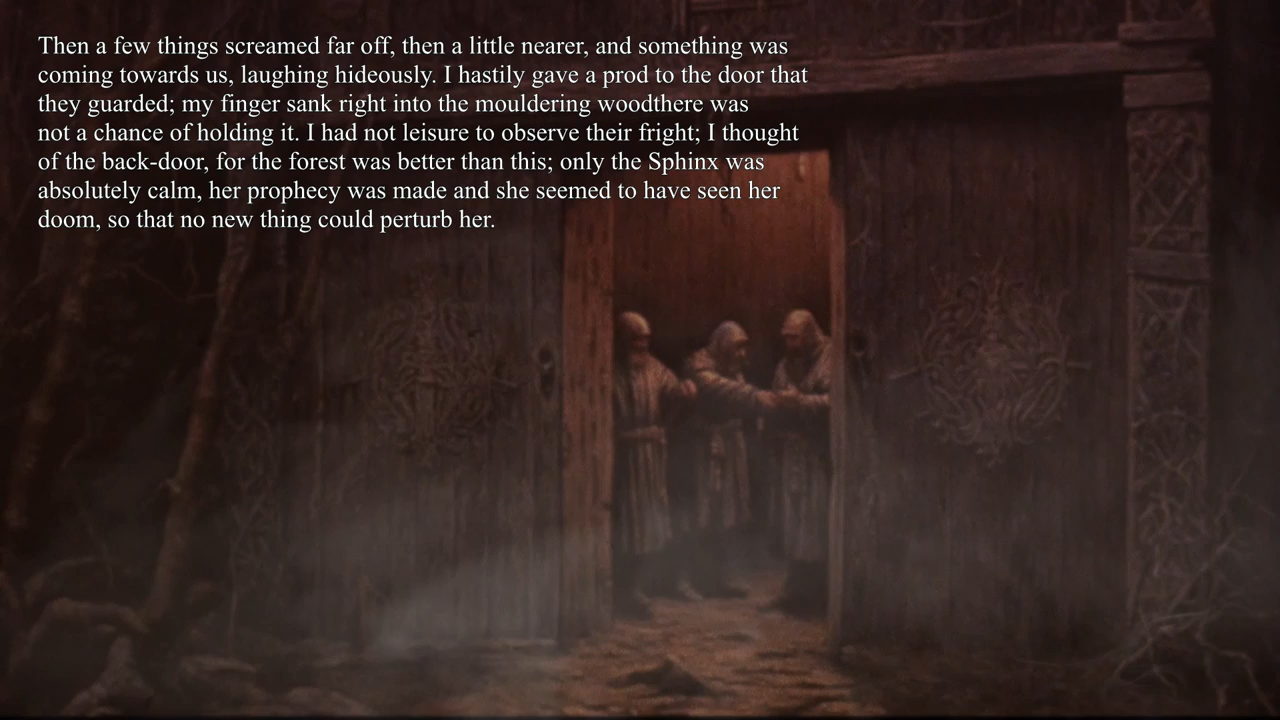 Then a few things screamed far off, then a little nearer, and something was
coming towards us, laughing hideously. I hastily gave a prod to the door that
they guarded; my finger sank right into the mouldering woodthere was
not a chance of holding it. I had not leisure to observe their fright; I thought
of the back-door, for the forest was better than this; only the Sphinx was
absolutely calm, her prophecy was made and she seemed to have seen her
doom, so that no new thing could perturb her.